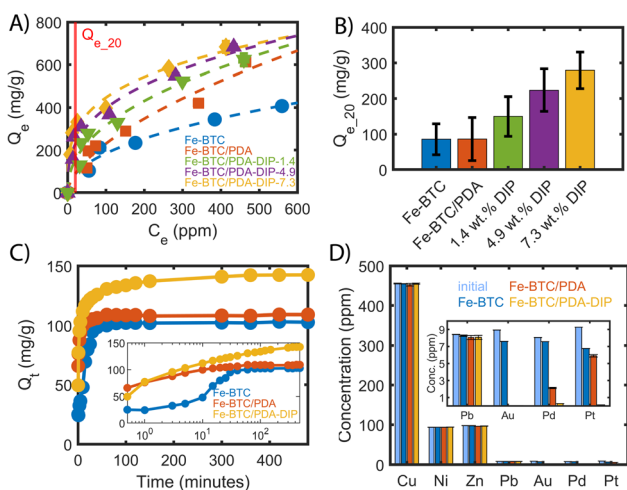 A)
Q_e_20
Q_e (mg/g)
800
600
400
200
0
Fe-BTC
Fe-BTC/PDA
Fe-BTC/PDA-DIP-1.4
Fe-BTC/PDA-DIP-4.9
Fe-BTC/PDA-DIP-7.3
0 100 200 300 400 500 600
C_e (ppm)
B)
Q_e_20 (mg/g)
400
300
200
100
0
Fe-BTC
Fe-BTC/PDA
1.4 wt.% DIP
4.9 wt.% DIP
7.3 wt.% DIP
C)
Q_t (mg/g)
150
100
50
0
150
100
50
0
Fe-BTC
Fe-BTC/PDA
Fe-BTC/PDA-DIP
10^0 10^1 10^2
0 100 200 300 400
Time (minutes)
D)
Concentration (ppm)
500
400
300
200
100
0
initial Fe-BTC/PDA
Fe-BTC Fe-BTC/PDA-DIP
Conc. (ppm)
9
7
5
3
1
Pb Au Pd Pt
Cu Ni Zn Pb Au Pd Pt